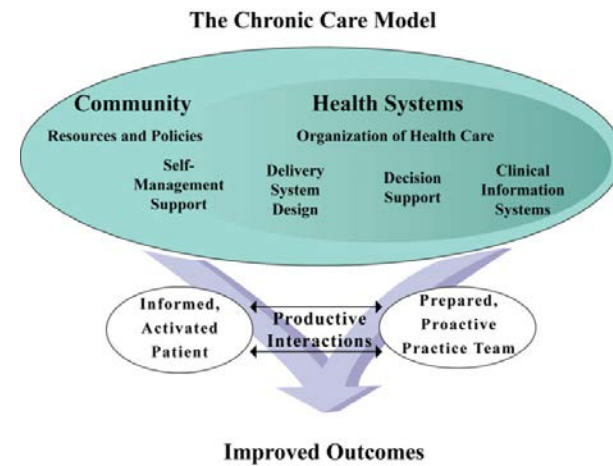 The Chronic Care Model
Community
Resources and Policies
Health Systems
Organization of Health Care
Self-
Management
Support
Delivery
System
Design
Decision
Support
Clinical
Information
Systems
Informed,
Activated
Patient
Productive
Interactions
Prepared,
Proactive
Practice Team
Improved Outcomes